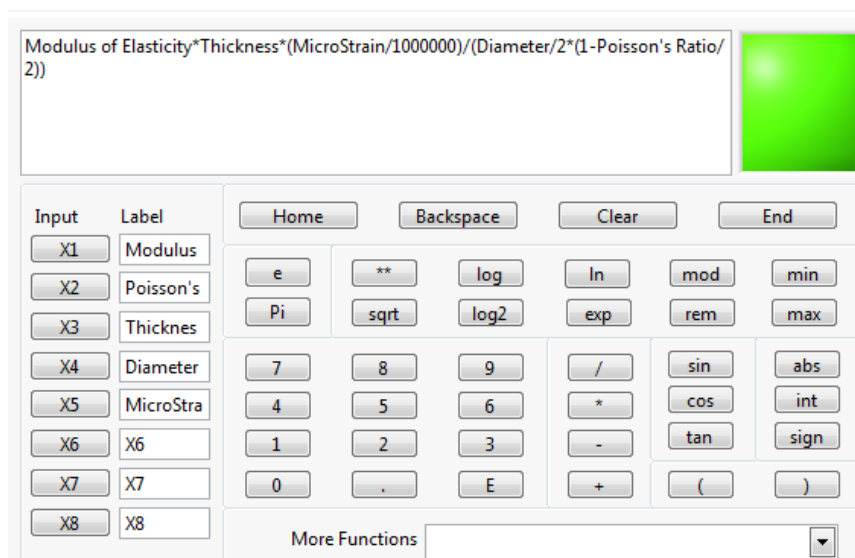 Modulus of Elasticity*Thickness*(MicroStrain/1000000)/(Diameter/2*(1-Poisson's Ratio/
2))
Input Label Home Backspace Clear End
X1 Modulus
X2 Poisson's
X3 Thicknes
X4 Diameter
X5 MicroStra
X6 X6
X7 X7
X8 X8
e ** log ln mod min
Pi sqrt log2 exp rem max
7 8 9 / sin abs
4 5 6 * cos int
1 2 3 - tan sign
0 . E + ( )
More Functions